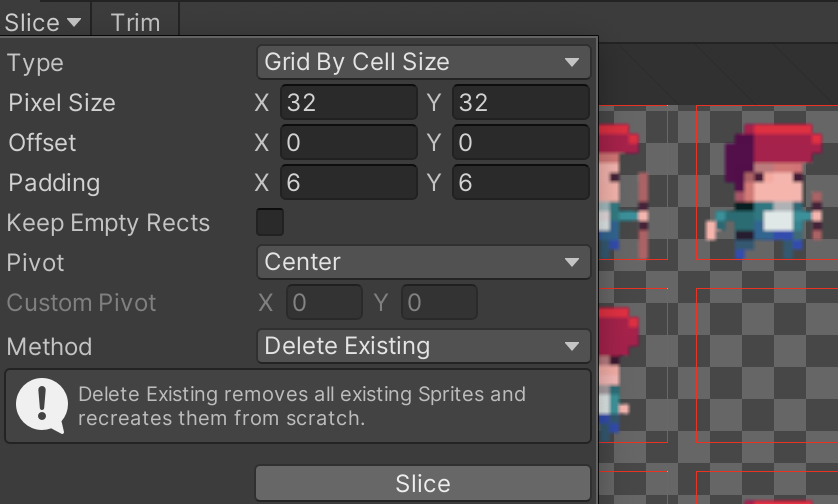 Slice Trim
Type Grid By Cell Size
Pixel Size X 32 Y 32
Offset X 0 Y 0
Padding X 6 Y 6
Keep Empty Rects
Pivot Center
Custom Pivot X 0 Y 0
Method Delete Existing
Delete Existing removes all existing Sprites and
recreates them from scratch.
Slice